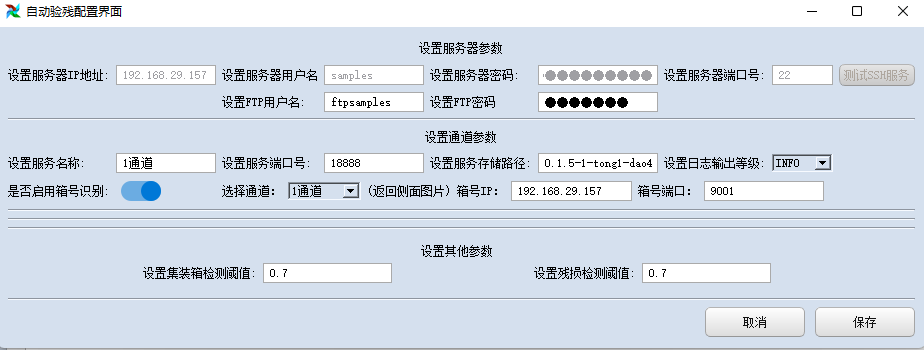 自动验残配置界面
设置服务器参数
设置服务器IP地址: 192.168.29.157 设置服务器用户名 samples 设置服务器密码: ●●●●●●●●● 设置服务器端口号: 22 测试SSH服务
设置FTP用户名: ftpsamples 设置FTP密码 ●●●●●●●
设置通道参数
设置服务名称: 1通道 设置服务端口号: 18888 设置服务存储路径: 0.1.5-1-tong1-dao4 设置日志输出等级: INFO
是否启用箱号识别: 选择通道: 1通道 (返回侧面图片) 箱号IP: 192.168.29.157 箱号端口: 9001
设置其他参数
设置集装箱检测阈值: 0.7 设置残损检测阈值: 0.7
取消 保存